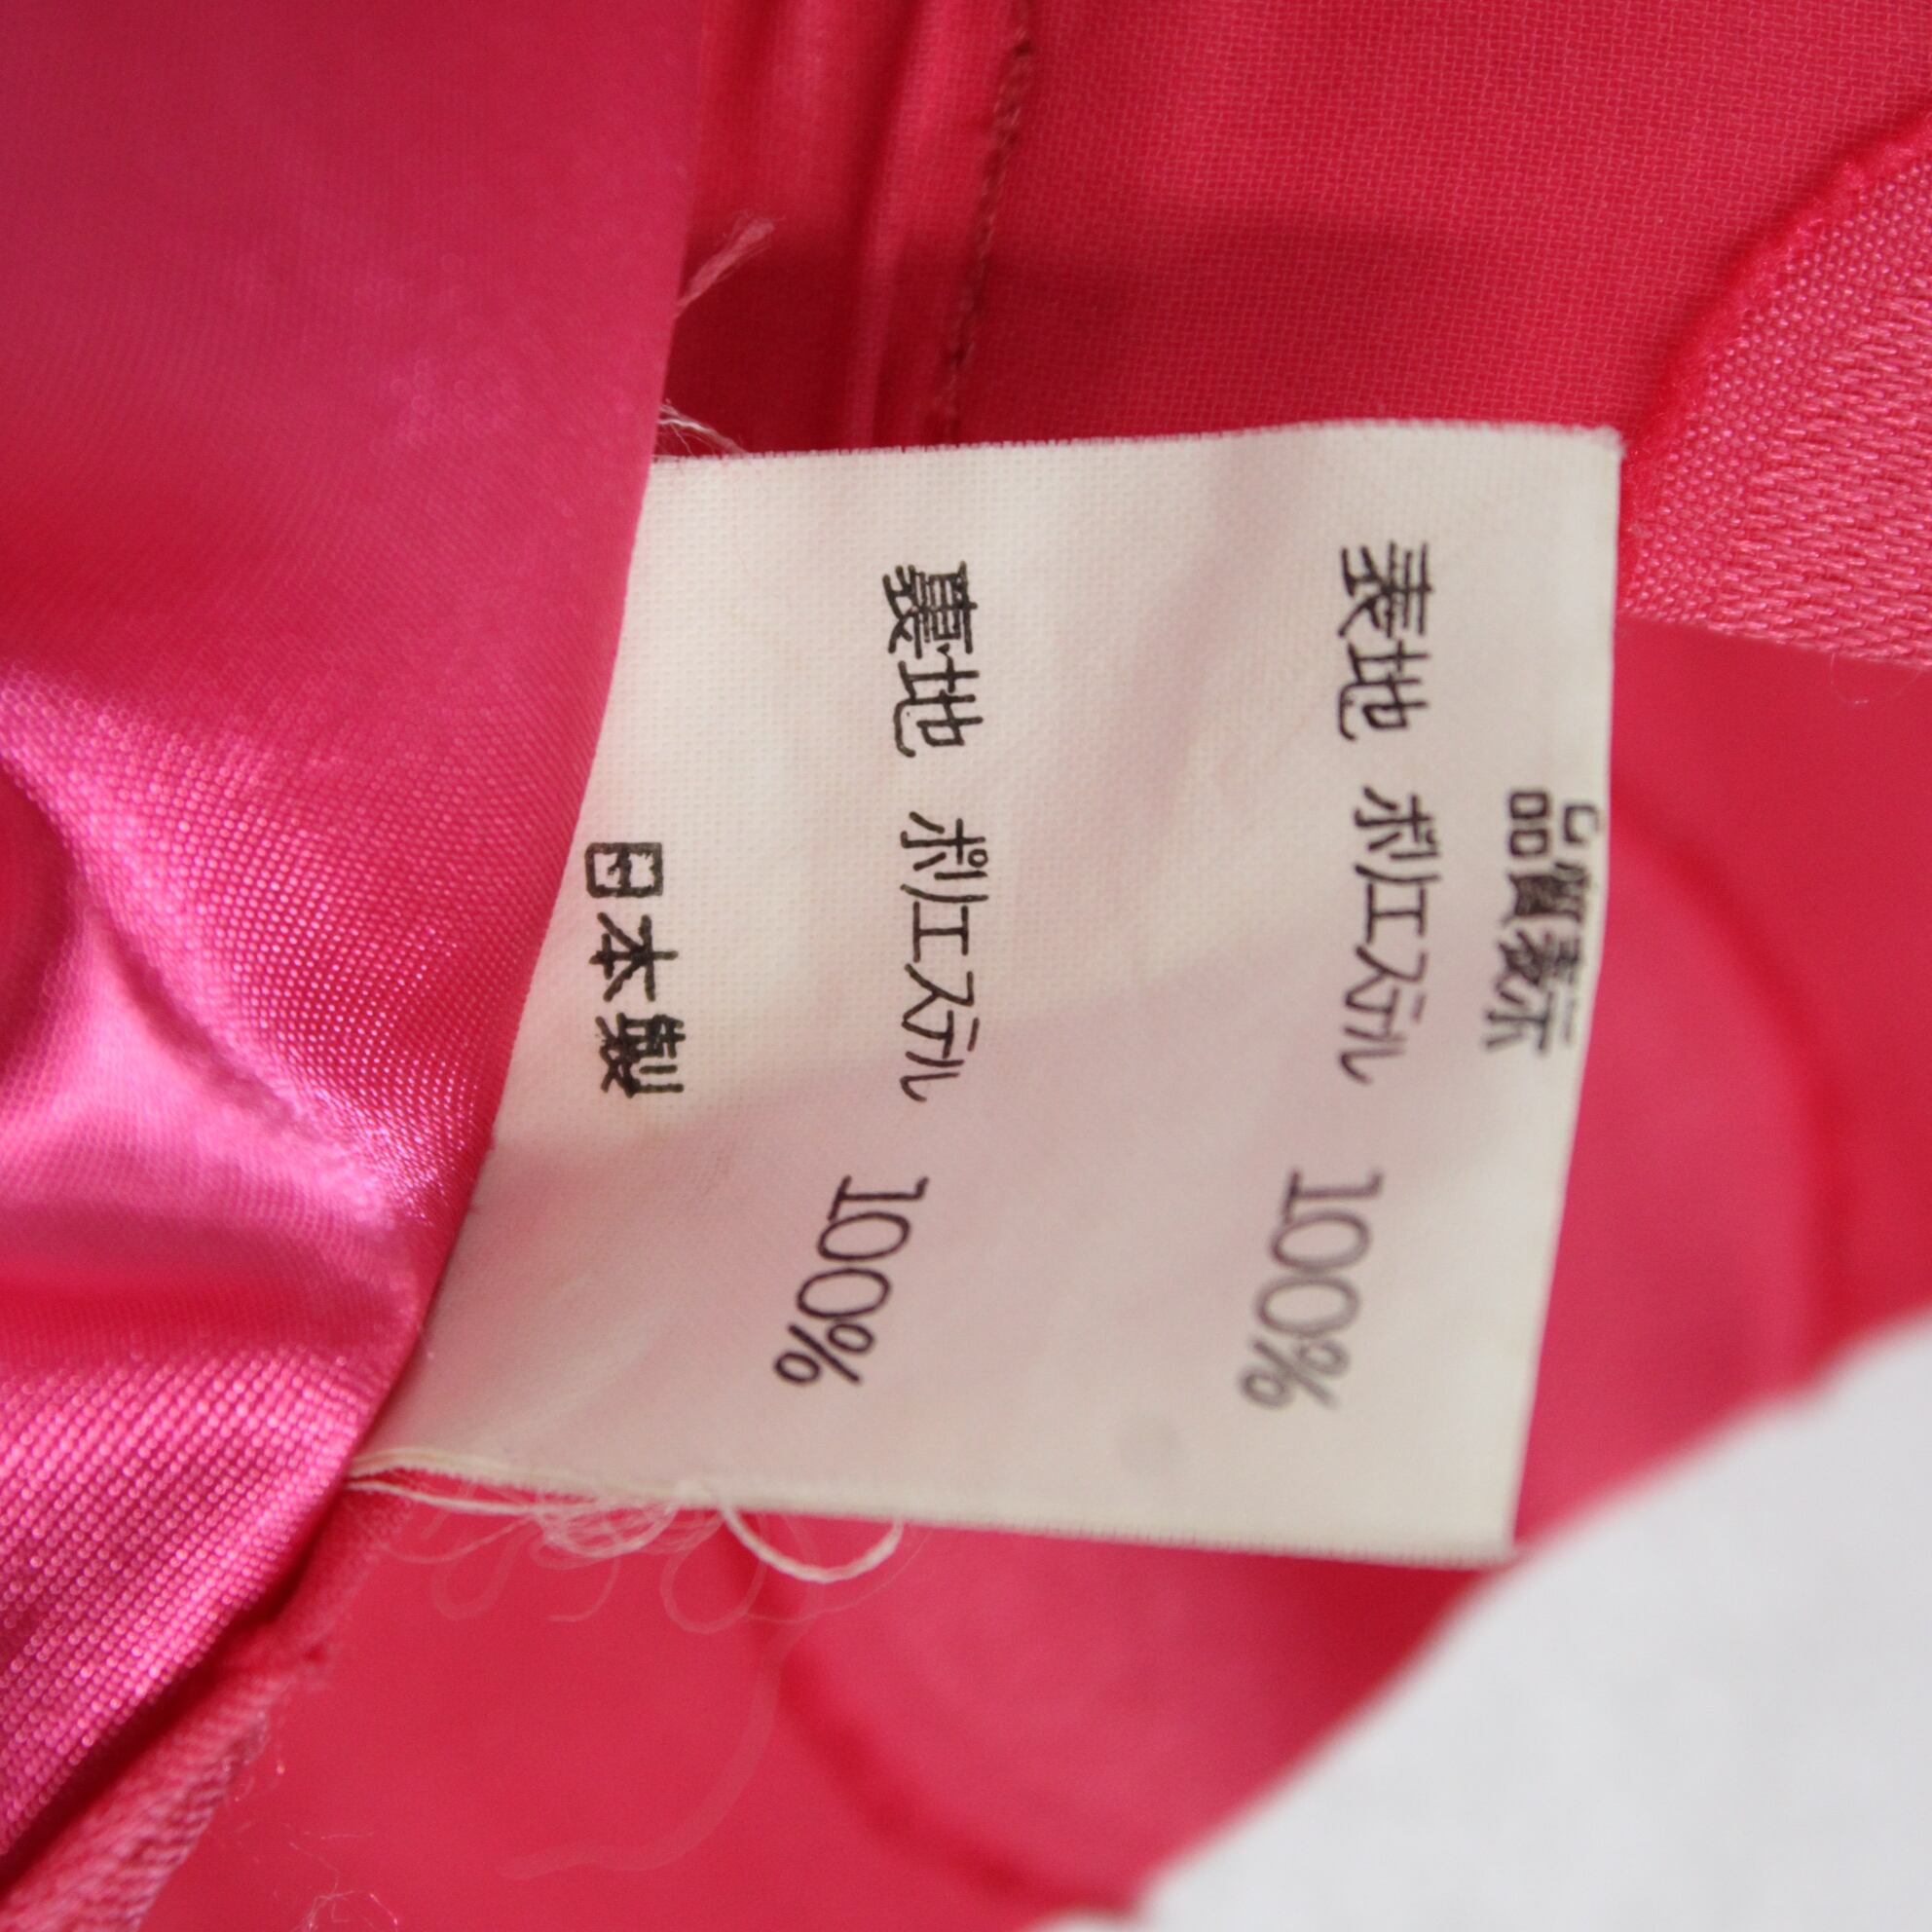 品質表示
表地 ポリエステル 100%
裏地 ポリエステル 100%
日本製